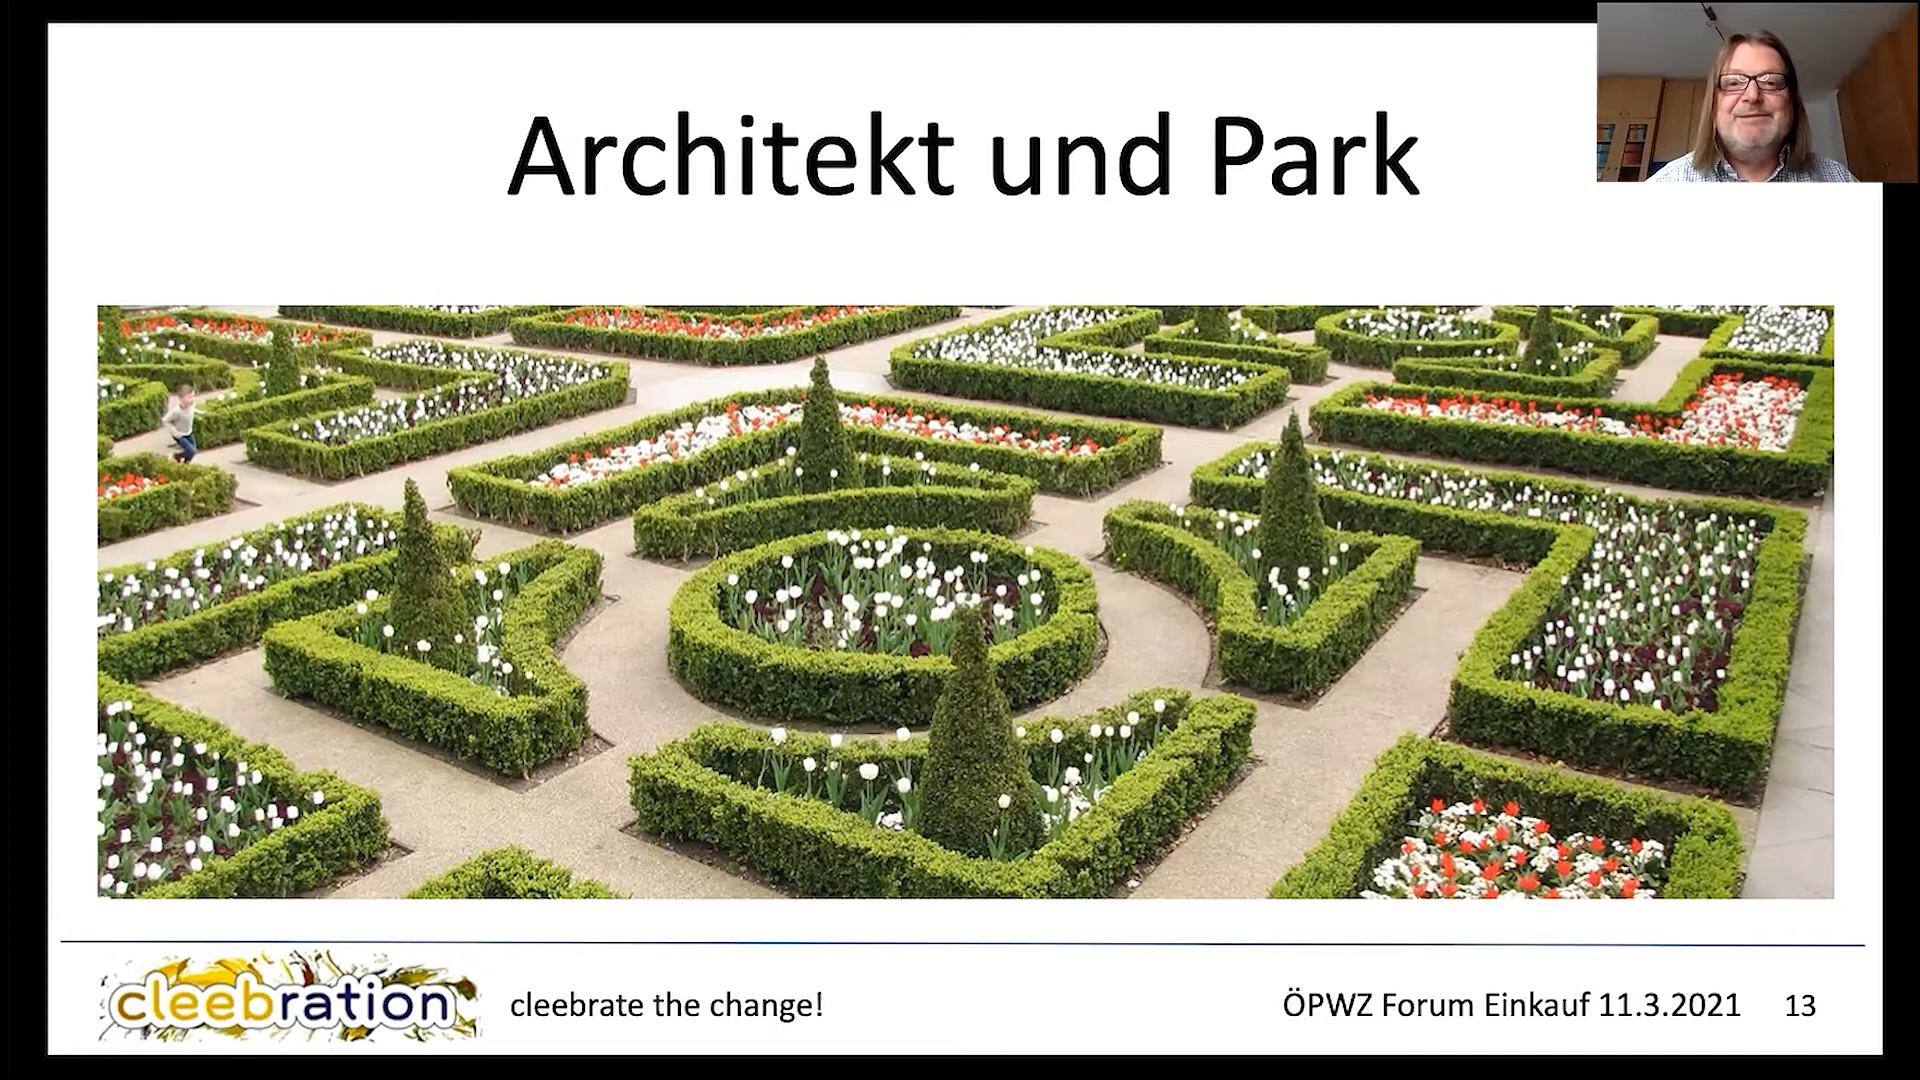 Architekt und Park
cleebration
cleebrate the change!
ÖPWZ Forum Einkauf 11.3.2021
13